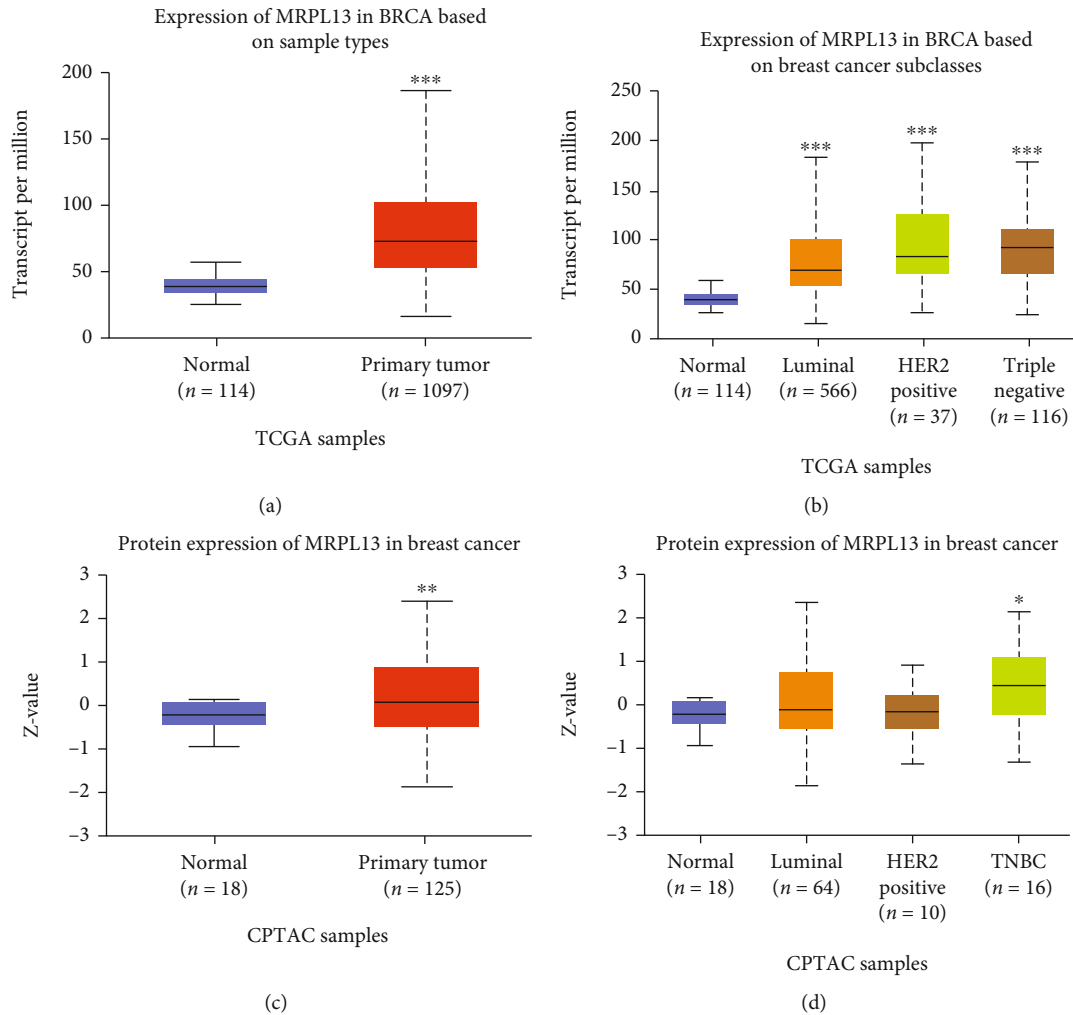 Expression of MRPL13 in BRCA based
on sample types
200
150
100
50
0
Transcript per million
***
Normal
(n = 114)
Primary tumor
(n = 1097)
TCGA samples
(a)
Expression of MRPL13 in BRCA based
on breast cancer subclasses
250
200
150
100
50
0
Transcript per million
***
***
***
Normal
(n = 114)
Luminal
(n = 566)
HER2
positive
(n = 37)
Triple
negative
(n = 116)
TCGA samples
(b)
Protein expression of MRPL13 in breast cancer
3
2
1
0
−1
−2
−3
Z-value
**
Normal
(n = 18)
Primary tumor
(n = 125)
CPTAC samples
(c)
Protein expression of MRPL13 in breast cancer
3
2
1
0
−1
−2
−3
Z-value
*
Normal
(n = 18)
Luminal
(n = 64)
HER2
positive
(n = 10)
TNBC
(n = 16)
CPTAC samples
(d)